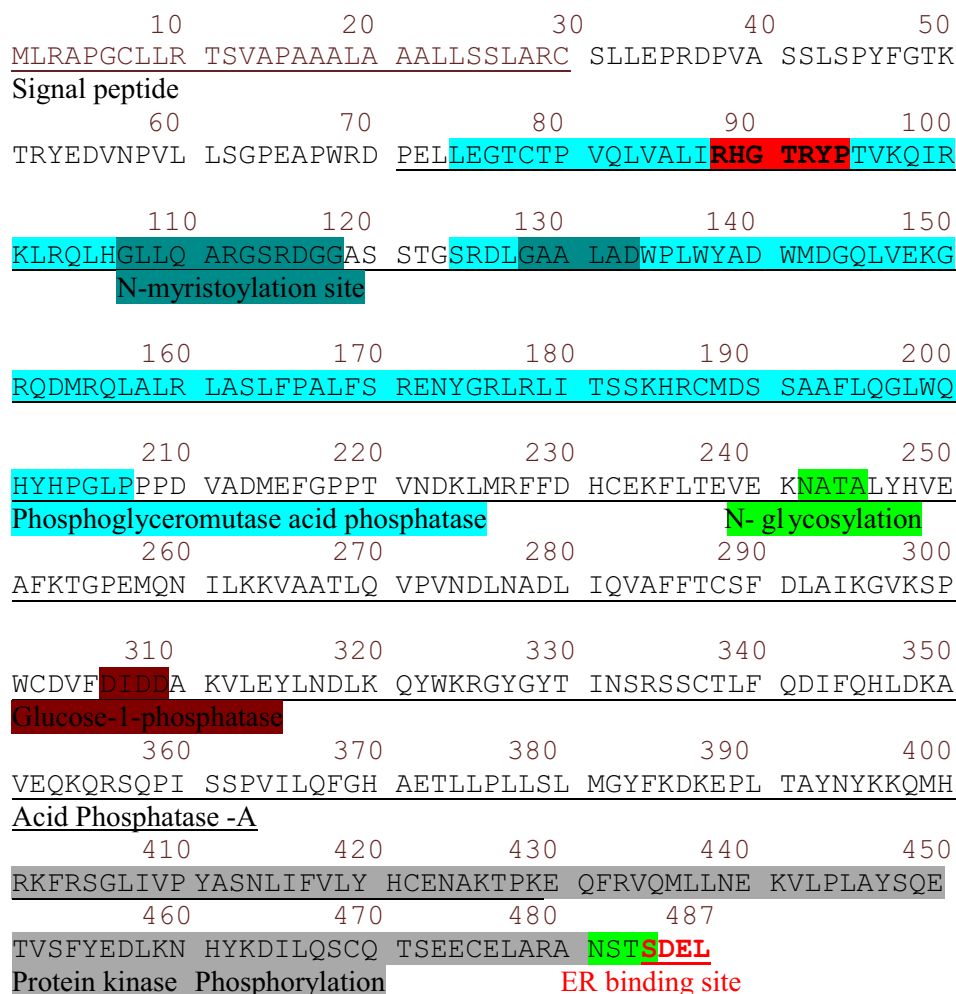 10 20 30 40 50
MLRAPGCLLR TSVAPAAALA AALLSSLARC SLLEPRDPVA SSLSPYFGTK
Signal peptide
60 70 80 90 100
TRYEDVNPVL LSGPEAPWRD PELLEGTCTP VQLVALIRHG TRYPTVKQIR
110 120 130 140 150
KLRQLHGLLQ ARGSRDGGAS STGSRDLGAA LADWPLWYAD WMDGQLVEKG
N-myristoylation site
160 170 180 190 200
RQDMRQLALR LASLFPALFS RENYGRLRLI TSSKHRCMDS SAAFLQGLWQ
210 220 230 240 250
HYHPGLPPPD VADMEFGPPT VNDKLMRFFD HCEKFLTEVE KNATALYHVE
Phosphoglyceromutase acid phosphatase N- glycosylation
260 270 280 290 300
AFKTGPEMQN ILKKVAATLQ VPVNDLNADL IQVAFFTCSF DLAIKGVKSP
310 320 330 340 350
WCDVFDIDDA KVLEYLNDLK QYWKRGYGYT INSRSSCTLF QDIFQHLDKA
Glucose-1-phosphatase
360 370 380 390 400
VEQKQRSQPI SSPVILQFGH AETLLPLLSL MGYFKDKEPL TAYNYKKQMH
Acid Phosphatase -A
410 420 430 440 450
RKFRSGLIVP YASNLIFVLY HCENAKTPKE QFRVQMLLNE KVLPLAYSQE
460 470 480 487
TVSFYEDLKN HYKDILQSCQ TSEECELARA NSTSDEL
Protein kinase Phosphorylation ER binding site